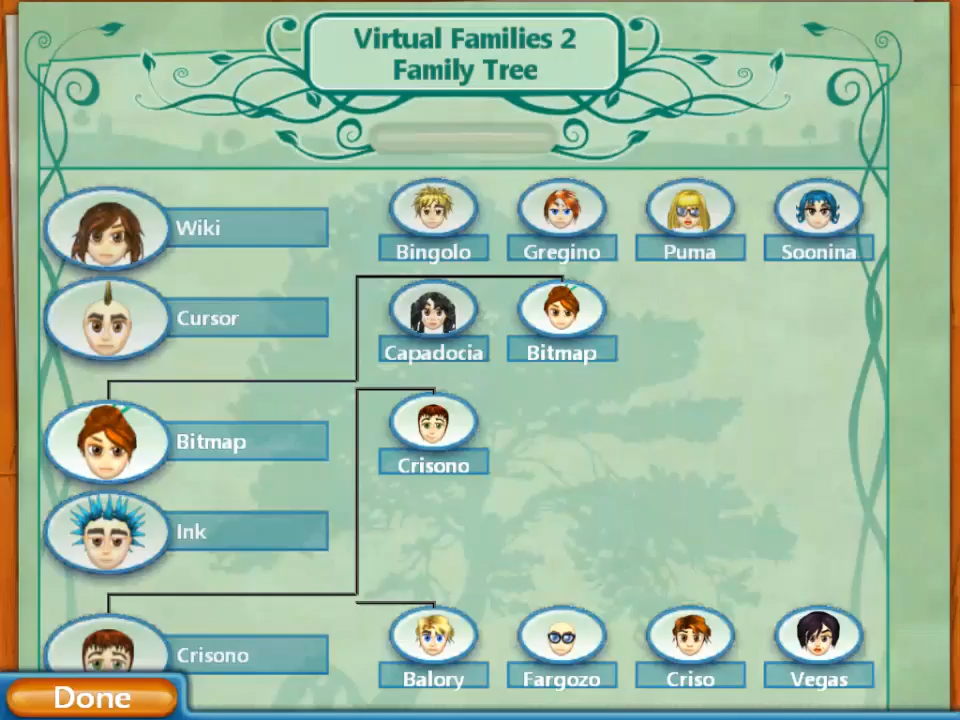 Virtual Families 2
Family Tree
Wiki
Bingolo
Gregino
Puma
Soonina
Cursor
Capadocia
Bitmap
Bitmap
Crisono
Ink
Crisono
Balory
Fargozo
Criso
Vegas
Done